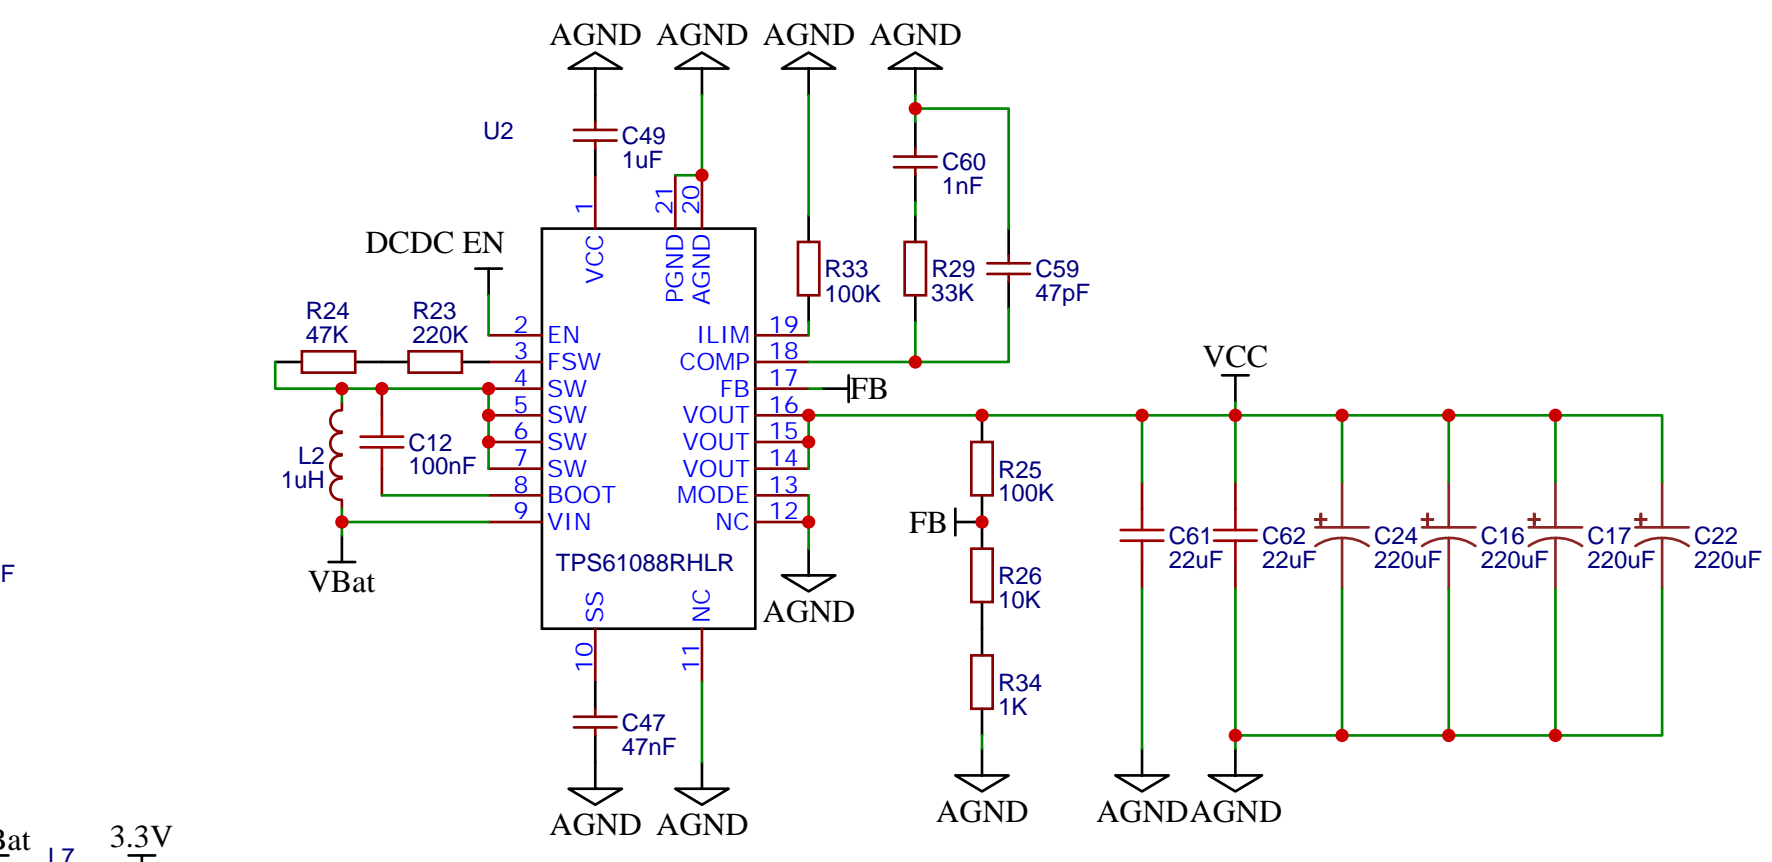 AGND AGND AGND AGND
U2
C49
1uF
C60
1nF
1
21
20
DCDC EN
VCC
PGND
AGND
R33
100K
R29
33K
C59
47pF
R24
47K
R23
220K
2 EN
3 FSW
4 SW
5 SW
6 SW
7 SW
8 BOOT
9 VIN
ILIM 19
COMP 18
FB 17
VOUT 16
VOUT 15
VOUT 14
MODE 13
NC 12
FB
VCC
L2
1uH
C12
100nF
R25
100K
FB
R26
10K
R34
1K
C61
22uF
C62
22uF
C24
220uF
C16
220uF
C17
220uF
C22
220uF
+ + + +
TPS61088RHLR
VBat
AGND
F
SS
NC
10
11
C47
47nF
AGND AGND
AGND
AGND AGND
Bat
L7
3.3V